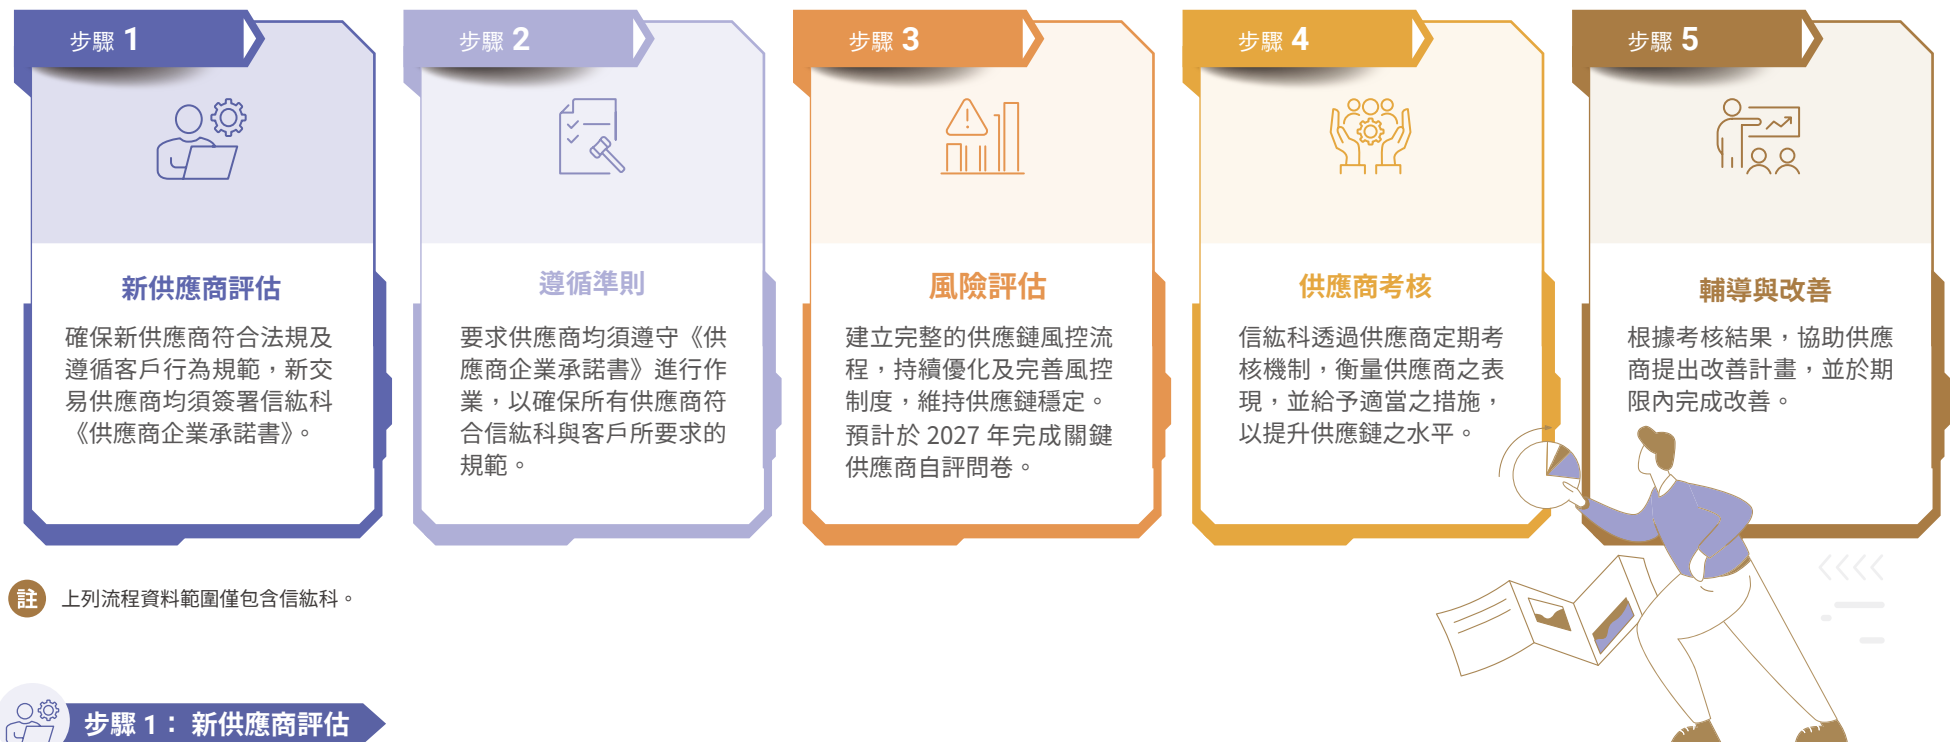 步驟 1
新供應商評估
確保新供應商符合法規及
遵循客戶行為規範，新交
易供應商均須簽署信紘科
《供應商企業承諾書》。
步驟 2
遵循準則
要求供應商均須遵守《供
應商企業承諾書》進行作
業，以確保所有供應商符
合信紘科與客戶所要求的
規範。
步驟 3
風險評估
建立完整的供應鏈風控流
程，持續優化及完善風控
制度，維持供應鏈穩定。
預計於 2027 年完成關鍵
供應商自評問卷。
步驟 4
供應商考核
信紘科透過供應商定期考
核機制，衡量供應商之表
現，並給予適當之措施，
以提升供應鏈之水平。
步驟 5
輔導與改善
根據考核結果，協助供應
商提出改善計畫，並於期
限內完成改善。
註 上列流程資料範圍僅包含信紘科。
步驟 1： 新供應商評估